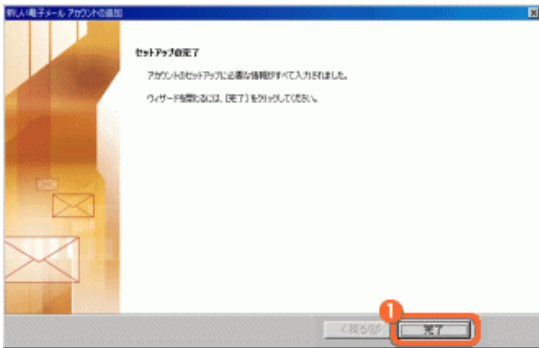 新しい電子メール アカウントの追加
セットアップの完了
アカウントのセットアップに必要な情報がすべて入力されました。
ウィザードを閉じるには、[完了] をクリックしてください。
1
< 戻る(B)
完了